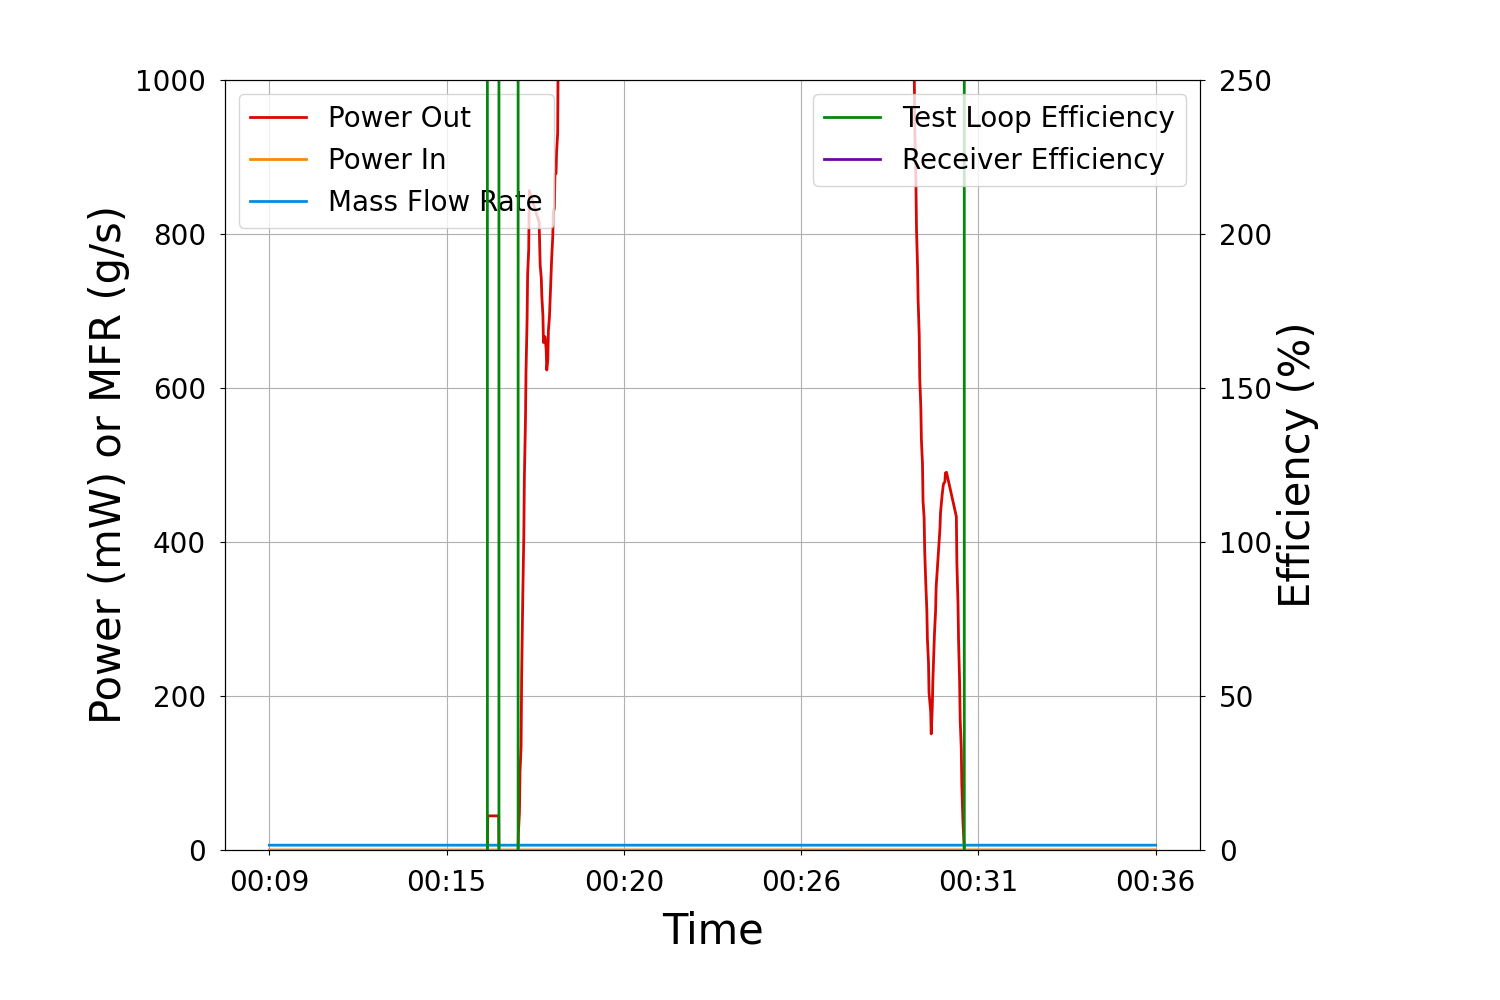 1000
800
600
400
200
0
Power (mW) or MFR (g/s)
Power Out
Power In
Mass Flow Rate
Test Loop Efficiency
Receiver Efficiency
250
200
150
100
50
0
Efficiency (%)
00:09 00:15 00:20 00:26 00:31 00:36
Time